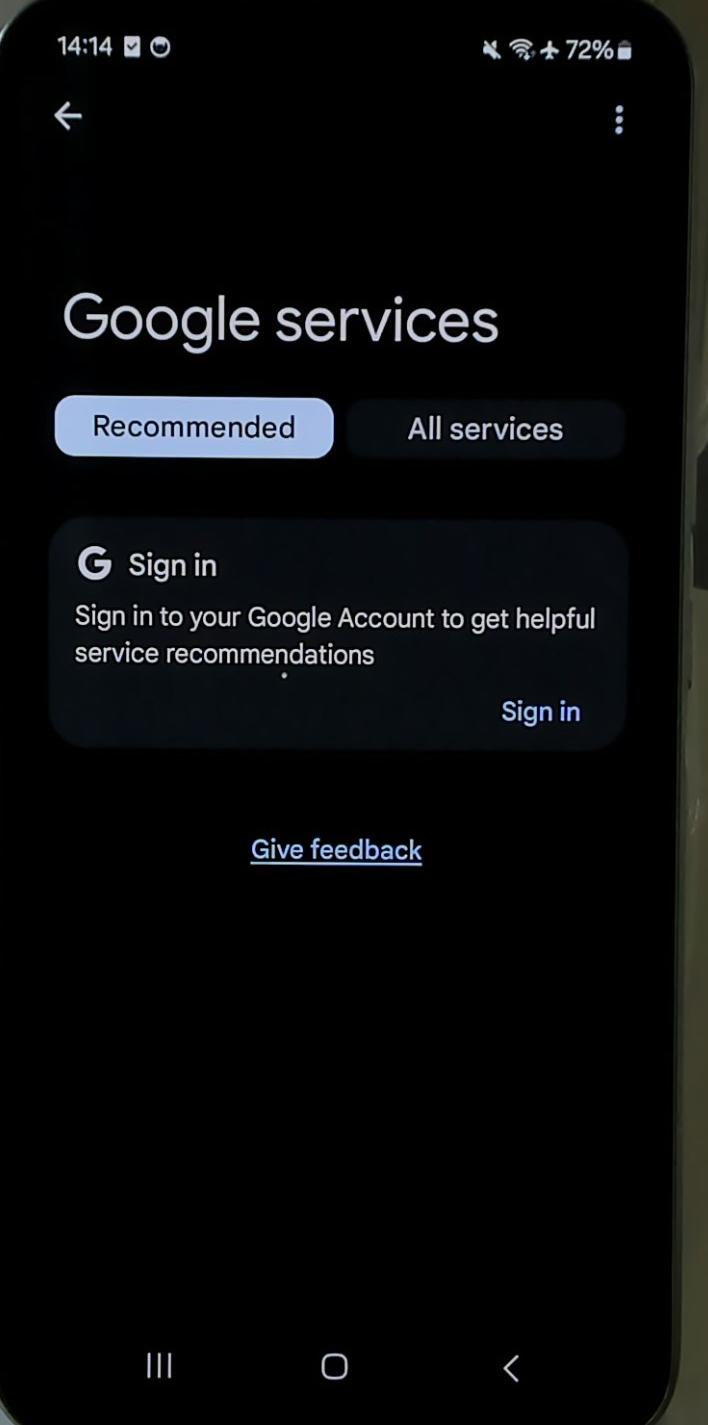 14:14
72%
Google services
Recommended
All services
G Sign in
Sign in to your Google Account to get helpful
service recommendations
Sign in
Give feedback